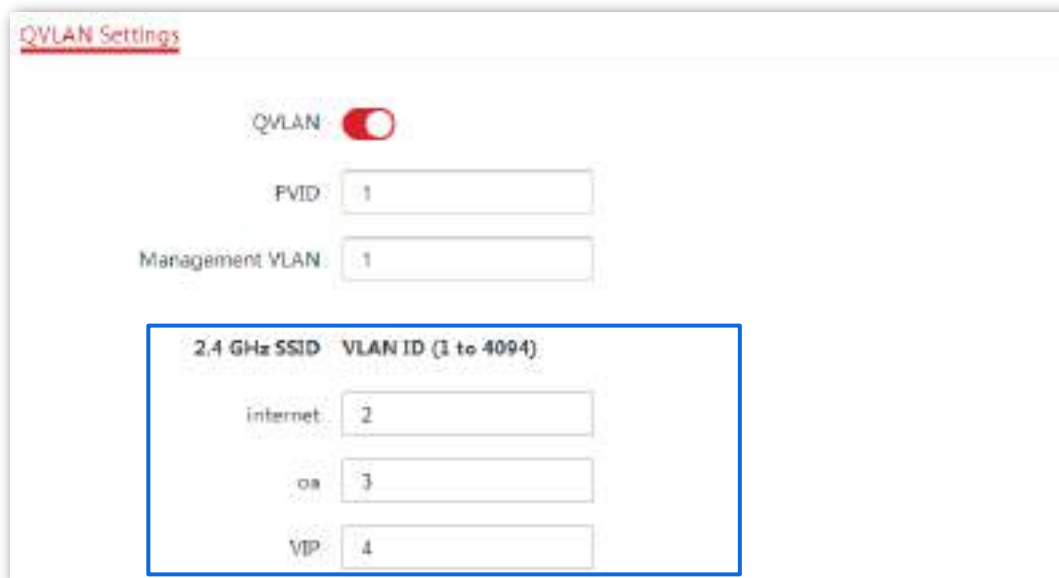 QVLAN Settings
QVLAN
PVID 1
Management VLAN 1
2.4 GHz SSID VLAN ID (1 to 4094)
internet 2
oa 3
VIP 4